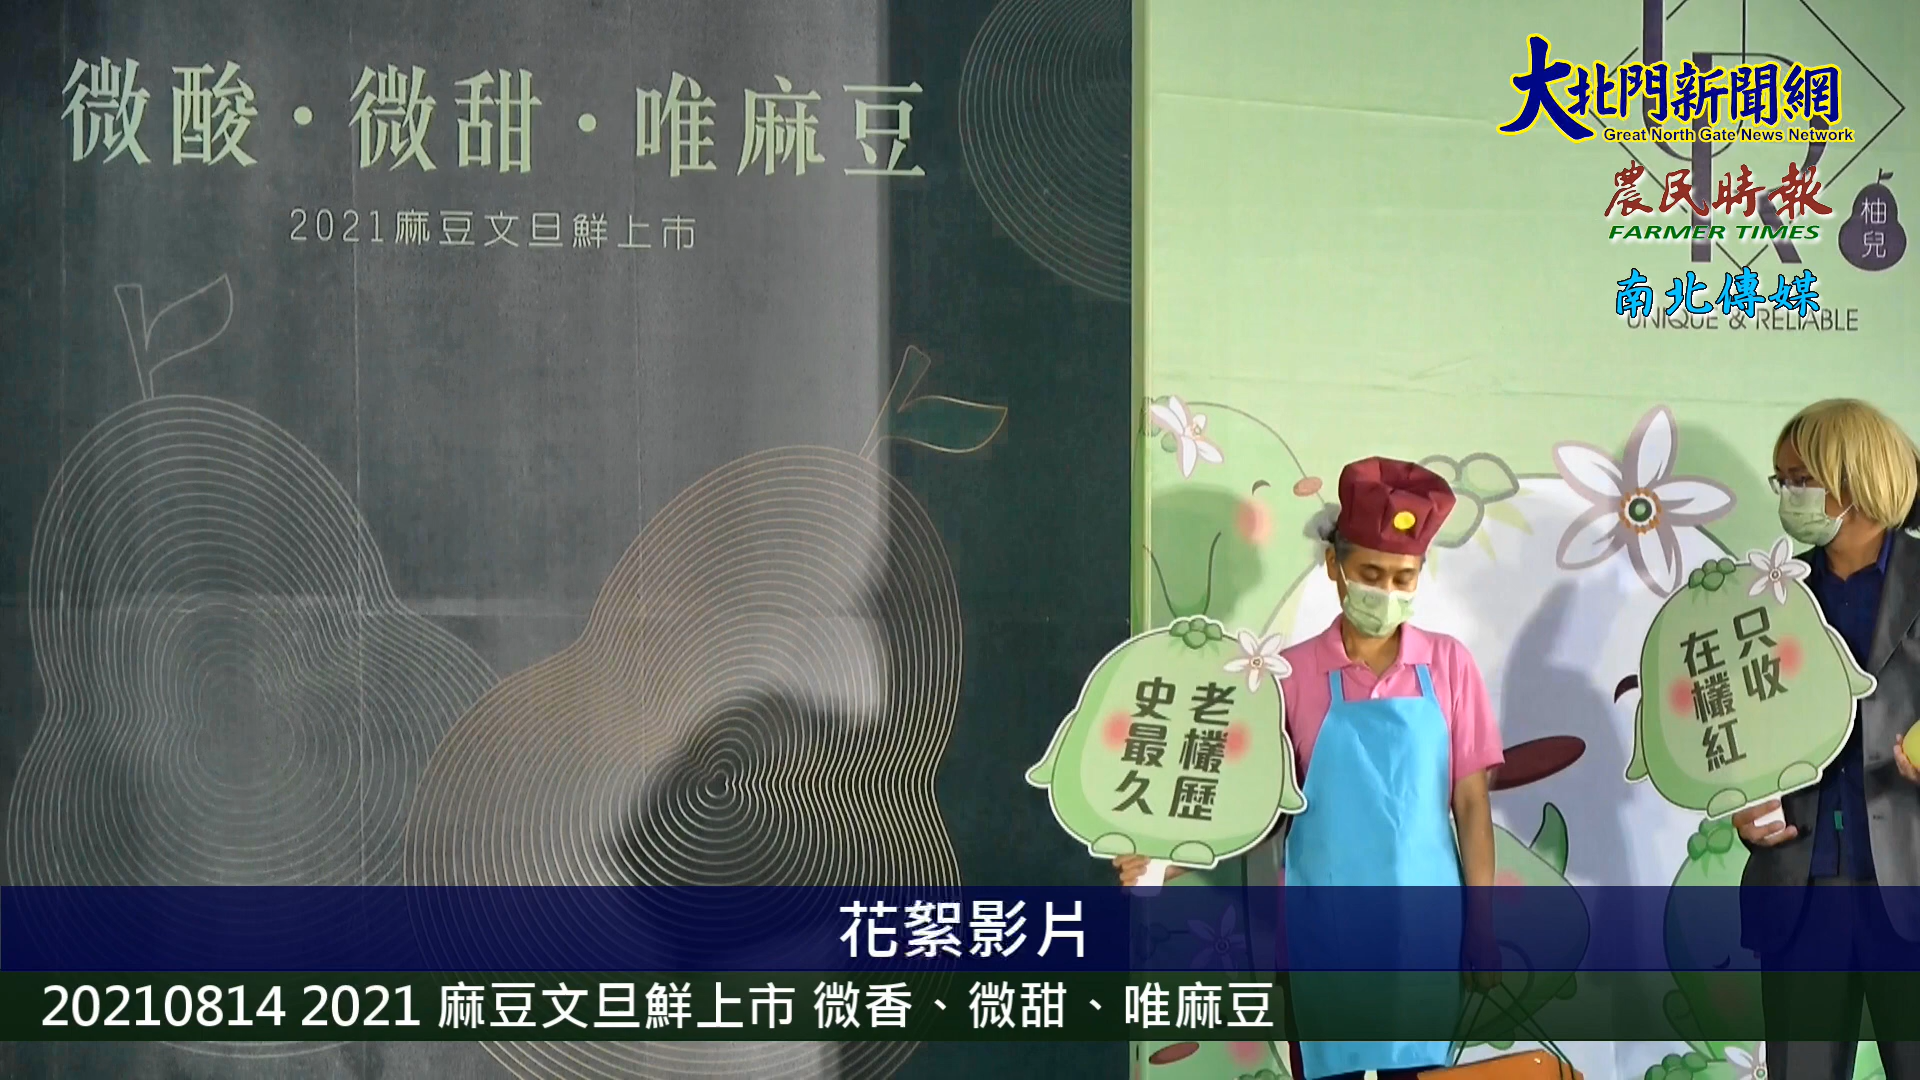 微酸・微甜・唯麻豆
2021麻豆文旦鮮上市
大北門新聞網
Great North Gate News Network
農民時報
FARMER TIMES
南北傳媒
柚兒
UNIQUE & RELIABLE
老欉歷
史最久
只收
在欉紅
花絮影片
20210814 2021 麻豆文旦鮮上市 微香、微甜、唯麻豆